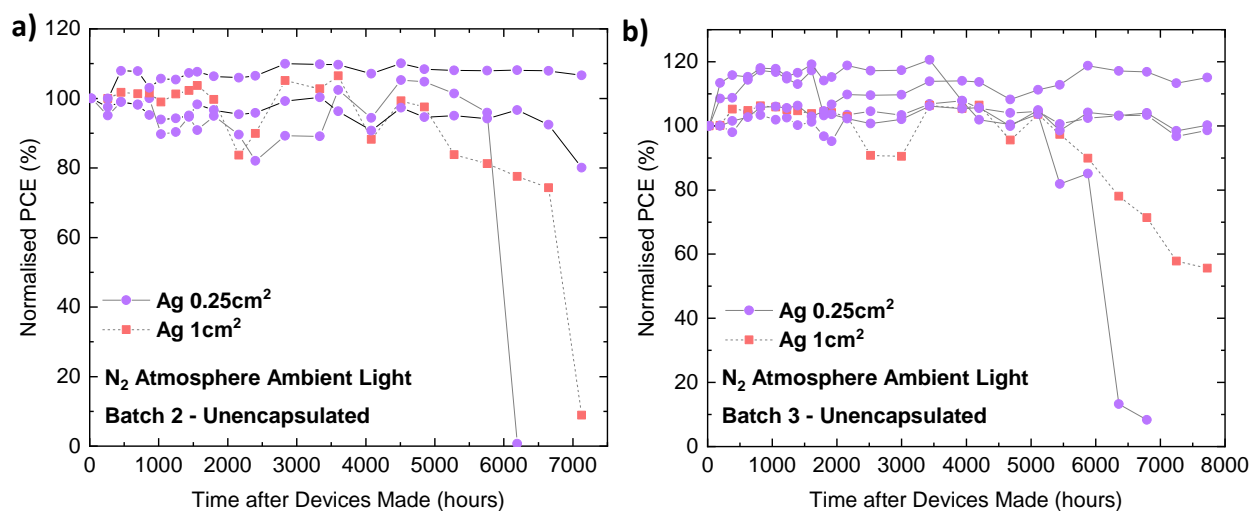 a)
120
100
80
60
40
20
0
Normalised PCE (%)
Ag 0.25cm²
Ag 1cm²
N₂ Atmosphere Ambient Light
Batch 2 - Unencapsulated
0 1000 2000 3000 4000 5000 6000 7000
Time after Devices Made (hours)
b)
120
100
80
60
40
20
0
Normalised PCE (%)
Ag 0.25cm²
Ag 1cm²
N₂ Atmosphere Ambient Light
Batch 3 - Unencapsulated
0 1000 2000 3000 4000 5000 6000 7000 8000
Time after Devices Made (hours)